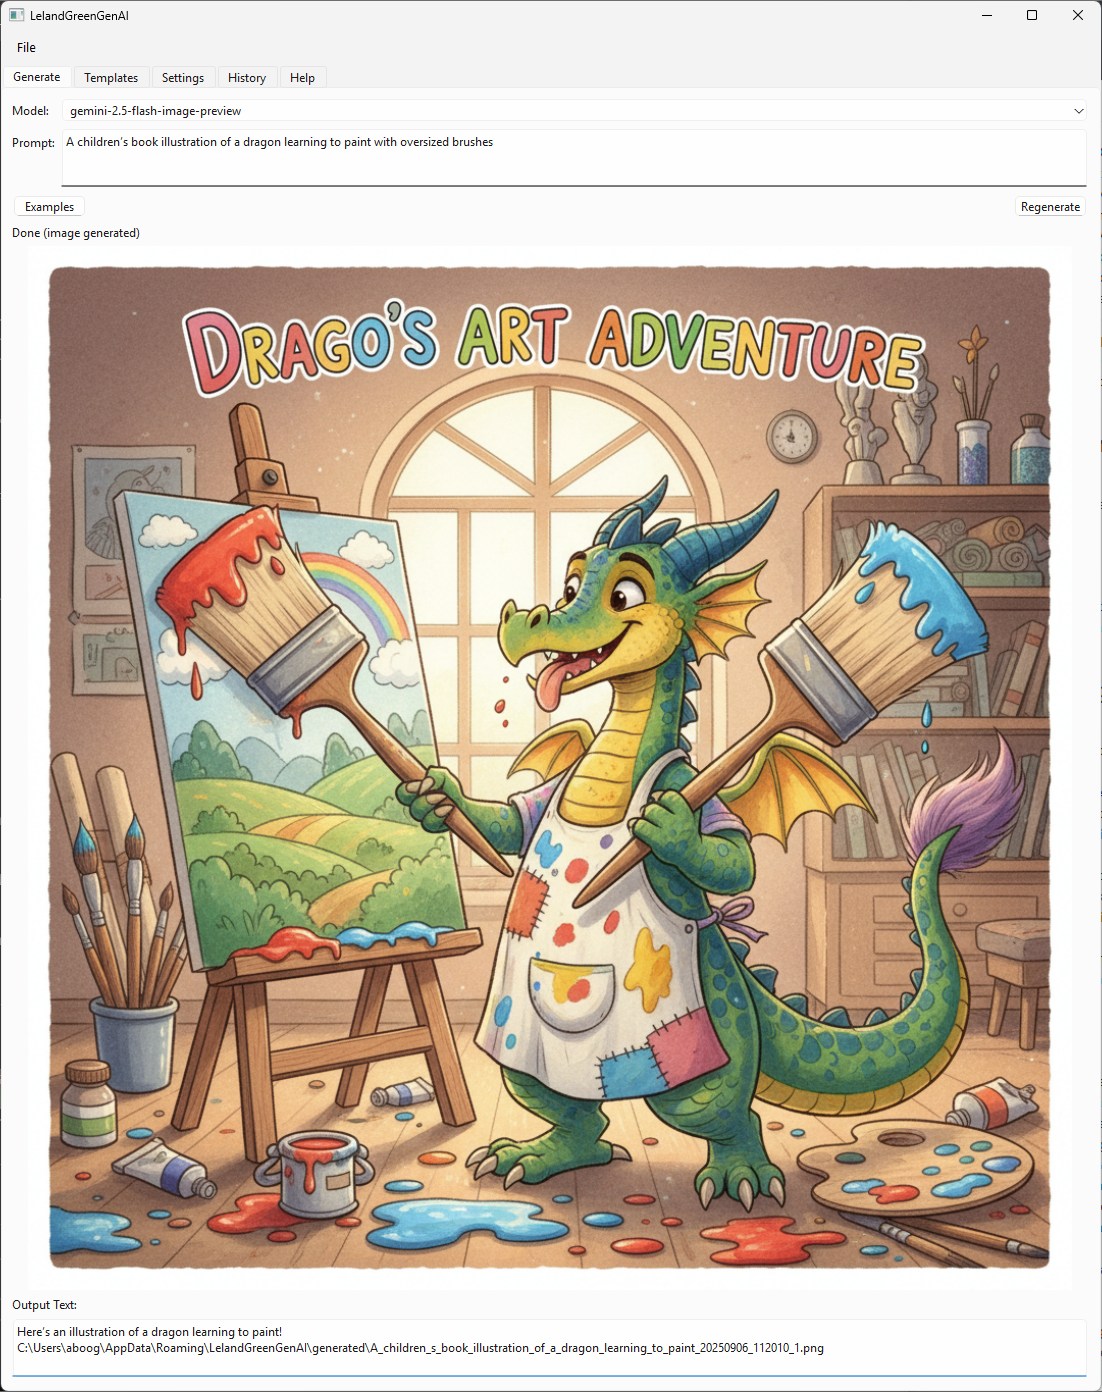 LelandGreenGenAI
File
Generate Templates Settings History Help
Model: gemini-2.5-flash-image-preview
Prompt: A children's book illustration of a dragon learning to paint with oversized brushes
Examples Regenerate
Done (image generated)
DRAGO'S ART ADVENTURE
Output Text:
Here's an illustration of a dragon learning to paint!
C:\Users\aboog\AppData\Roaming\LelandGreenGenAI\generated\A_children_s_book_illustration_of_a_dragon_learning_to_paint_20250906_112010_1.png